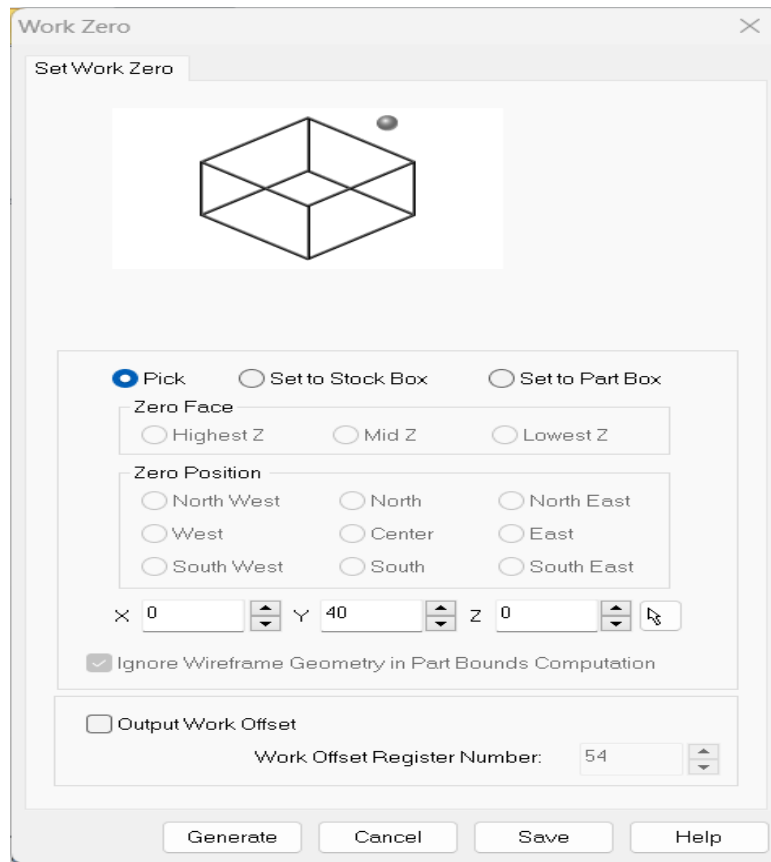 Work Zero
Set Work Zero
Pick Set to Stock Box Set to Part Box
Zero Face
Highest Z Mid Z Lowest Z
Zero Position
North West North North East
West Center East
South West South South East
X 0 Y 40 Z 0
Ignore Wireframe Geometry in Part Bounds Computation
Output Work Offset
Work Offset Register Number: 54
Generate Cancel Save Help